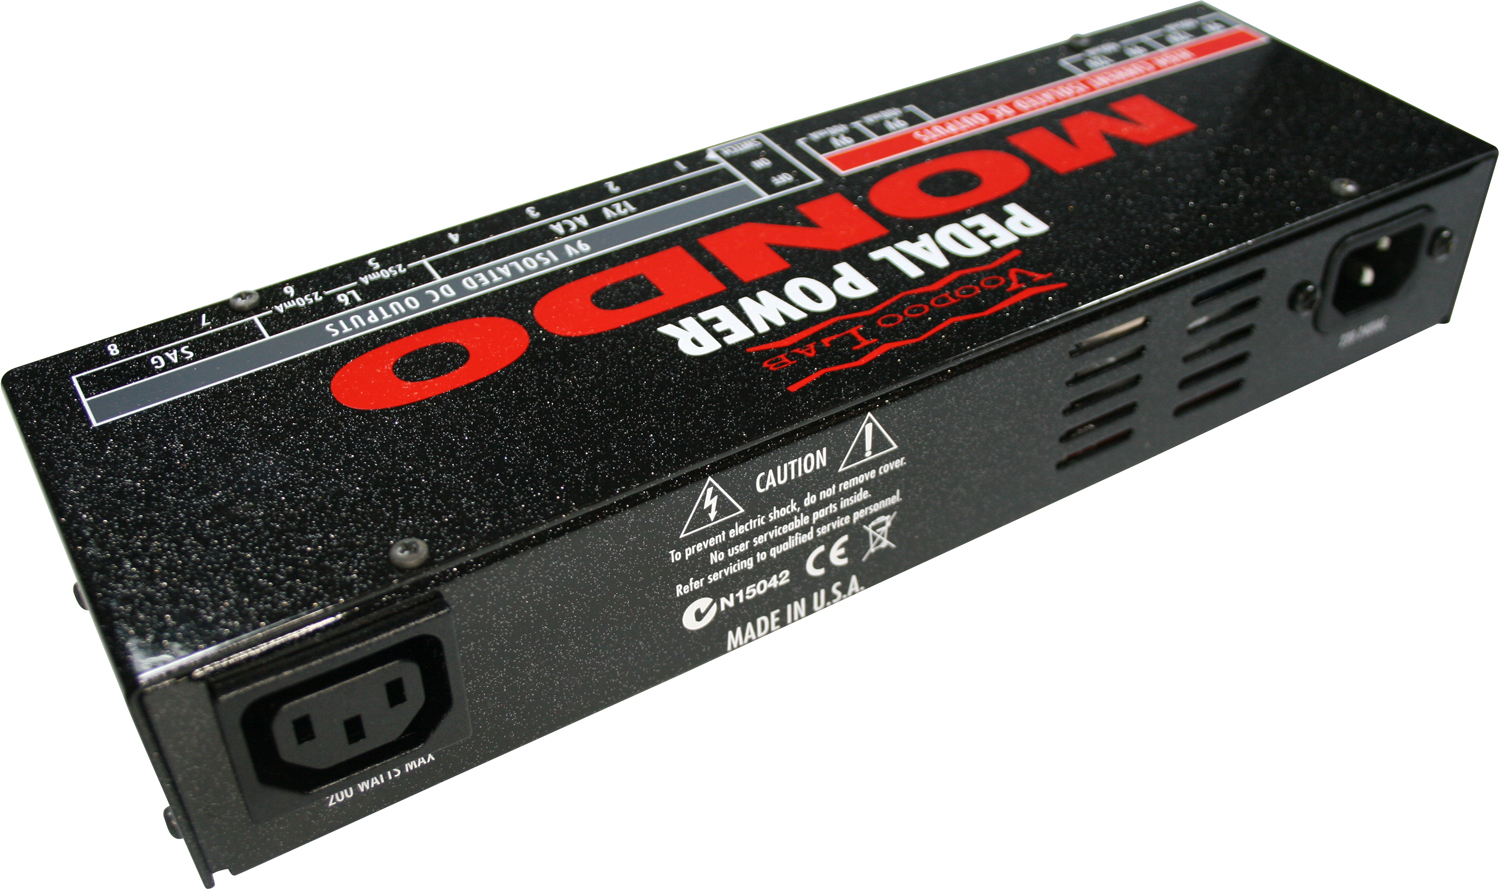 VOODOO LAB
PEDAL POWER
MONDO
HIGH CURRENT ISOLATED DC OUTPUTS
9V 9V
OFF
ON
SWITCH
1 2 3 4 5 6 7 8
12V ACA
250mA 250mA
L6
SAG
9V ISOLATED DC OUTPUTS
CAUTION
To prevent electric shock, do not remove cover.
No user serviceable parts inside.
Refer servicing to qualified service personnel.
N15042 CE
MADE IN U.S.A.
200 WATTS MAX